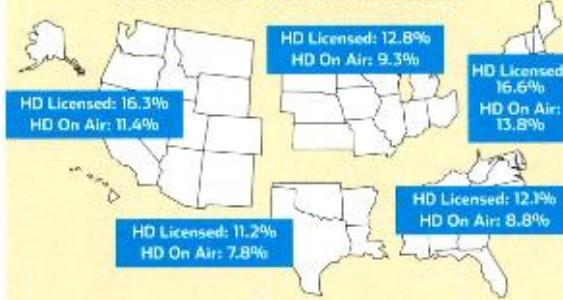 HD Licensed: 12.8%
HD On Air: 9.3%
HD Licensed:
16.6%
HD On Air:
13.8%
HD Licensed: 16.3%
HD On Air: 11.4%
HD Licensed: 12.1%
HD On Air: 8.8%
HD Licensed: 11.2%
HD On Air: 7.8%